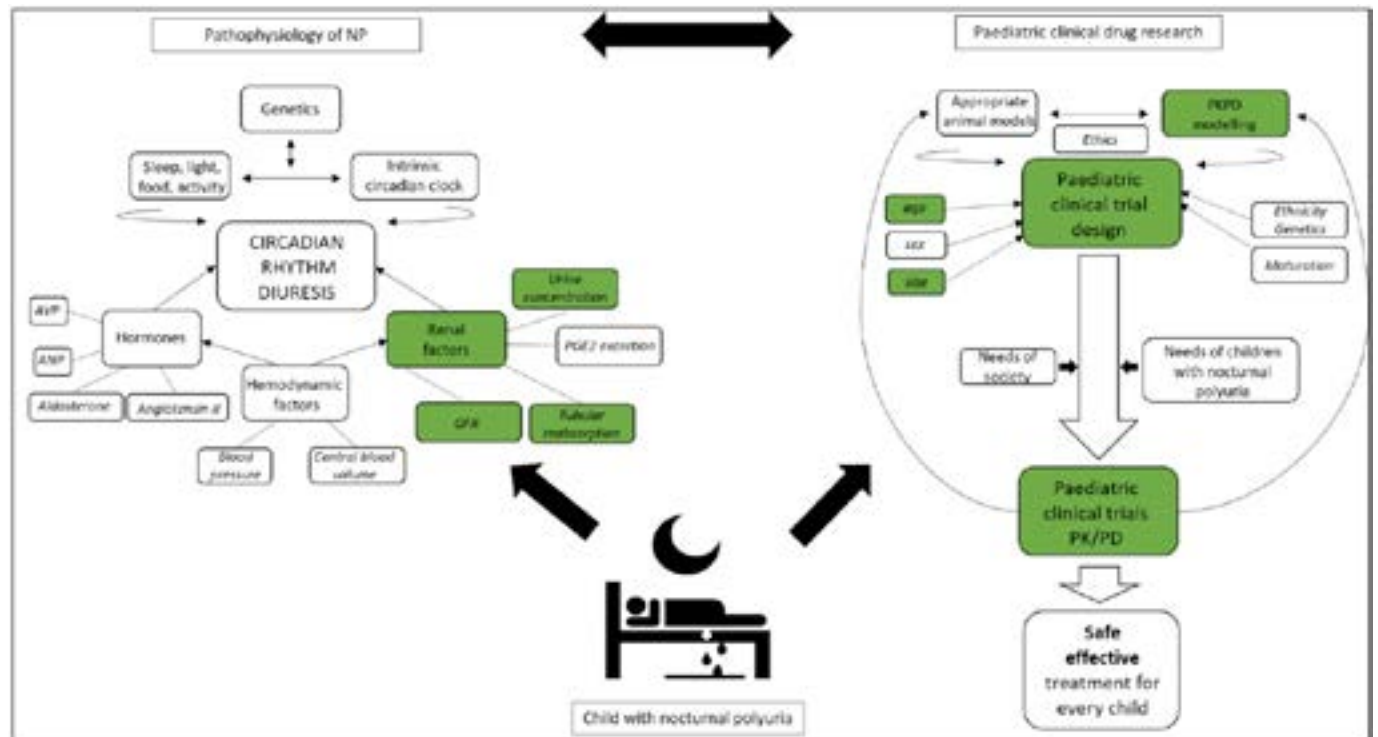 Pathophysiology of NP
Paediatric clinical drug research
Genetics
Sleep, light,
food, activity
Intrinsic
circadian clock
CIRCADIAN
RHYTHM
DIURESIS
AVP
ANP
Aldosterone
Angiotensin II
Hormones
Hemodynamic
factors
Blood
pressure
Central blood
volume
Renal
factors
Urine
concentration
PGE2 excretion
GFR
Tubular
reabsorption
Appropriate
animal models
PKPD
modelling
Ethics
Paediatric
clinical trial
design
sex
size
Ethnicity
Genetics
Maturation
Needs of
society
Needs of children
with nocturnal
polyuria
Paediatric
clinical trials
PK/PD
Safe
effective
treatment for
every child
Child with nocturnal polyuria